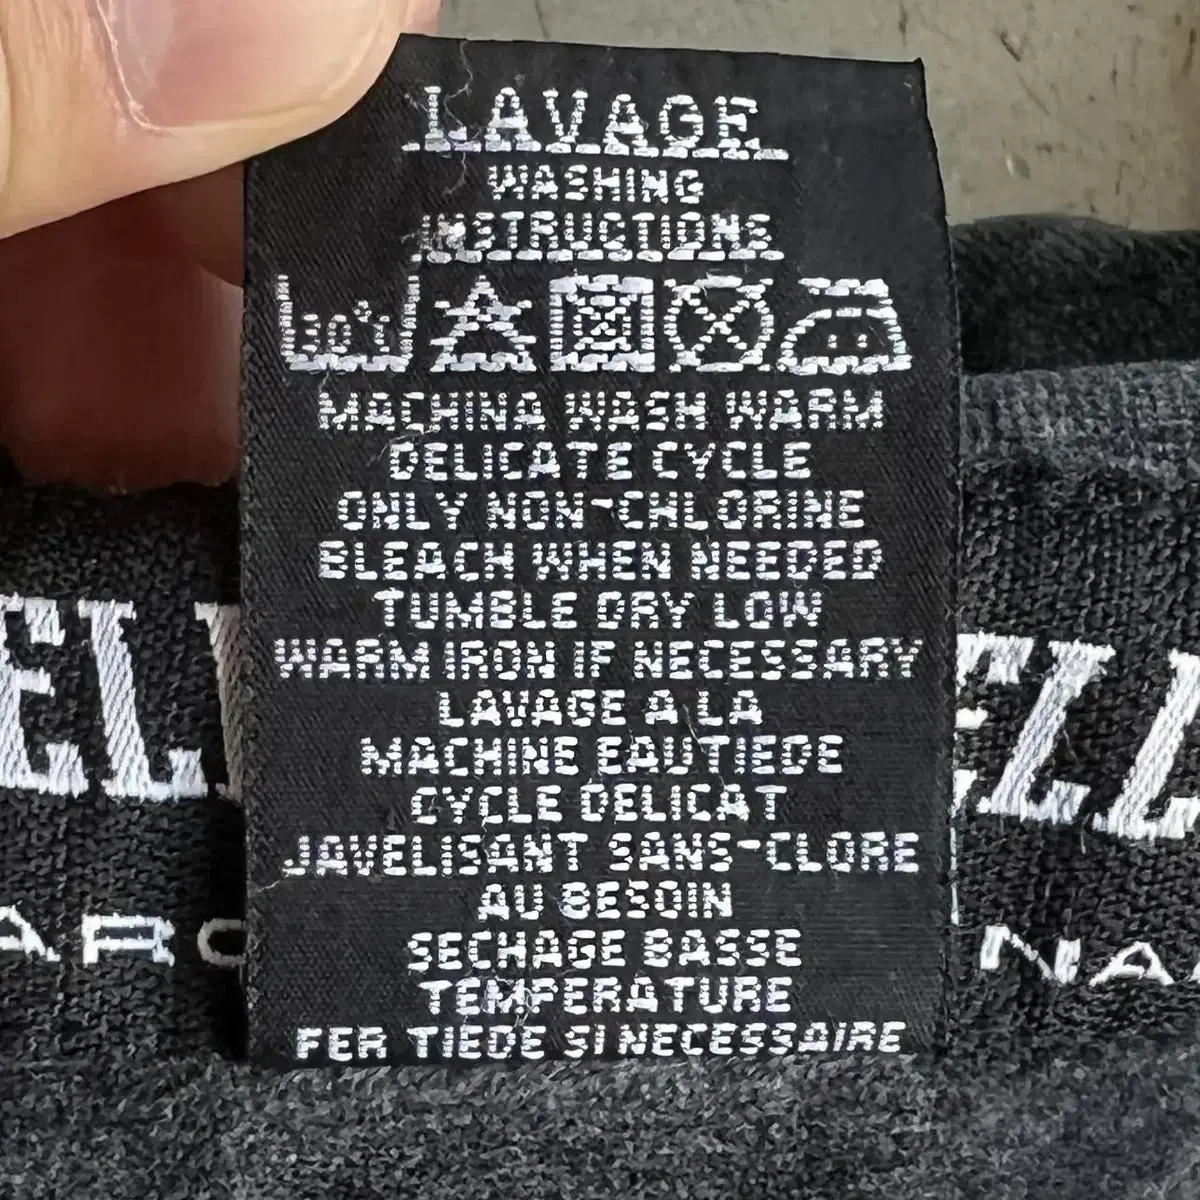 LAVAGE
WASHING
INSTRUCTIONS
30°c
MACHINA WASH WARM
DELICATE CYCLE
ONLY NON-CHLORINE
BLEACH WHEN NEEDED
TUMBLE DRY LOW
WARM IRON IF NECESSARY
LAVAGE A LA
MACHINE EAUTIEDE
CYCLE DELICAT
JAVELISANT SANS-CLORE
AU BESOIN
SECHAGE BASSE
TEMPERATURE
FER TIEDE SI NECESSAIRE